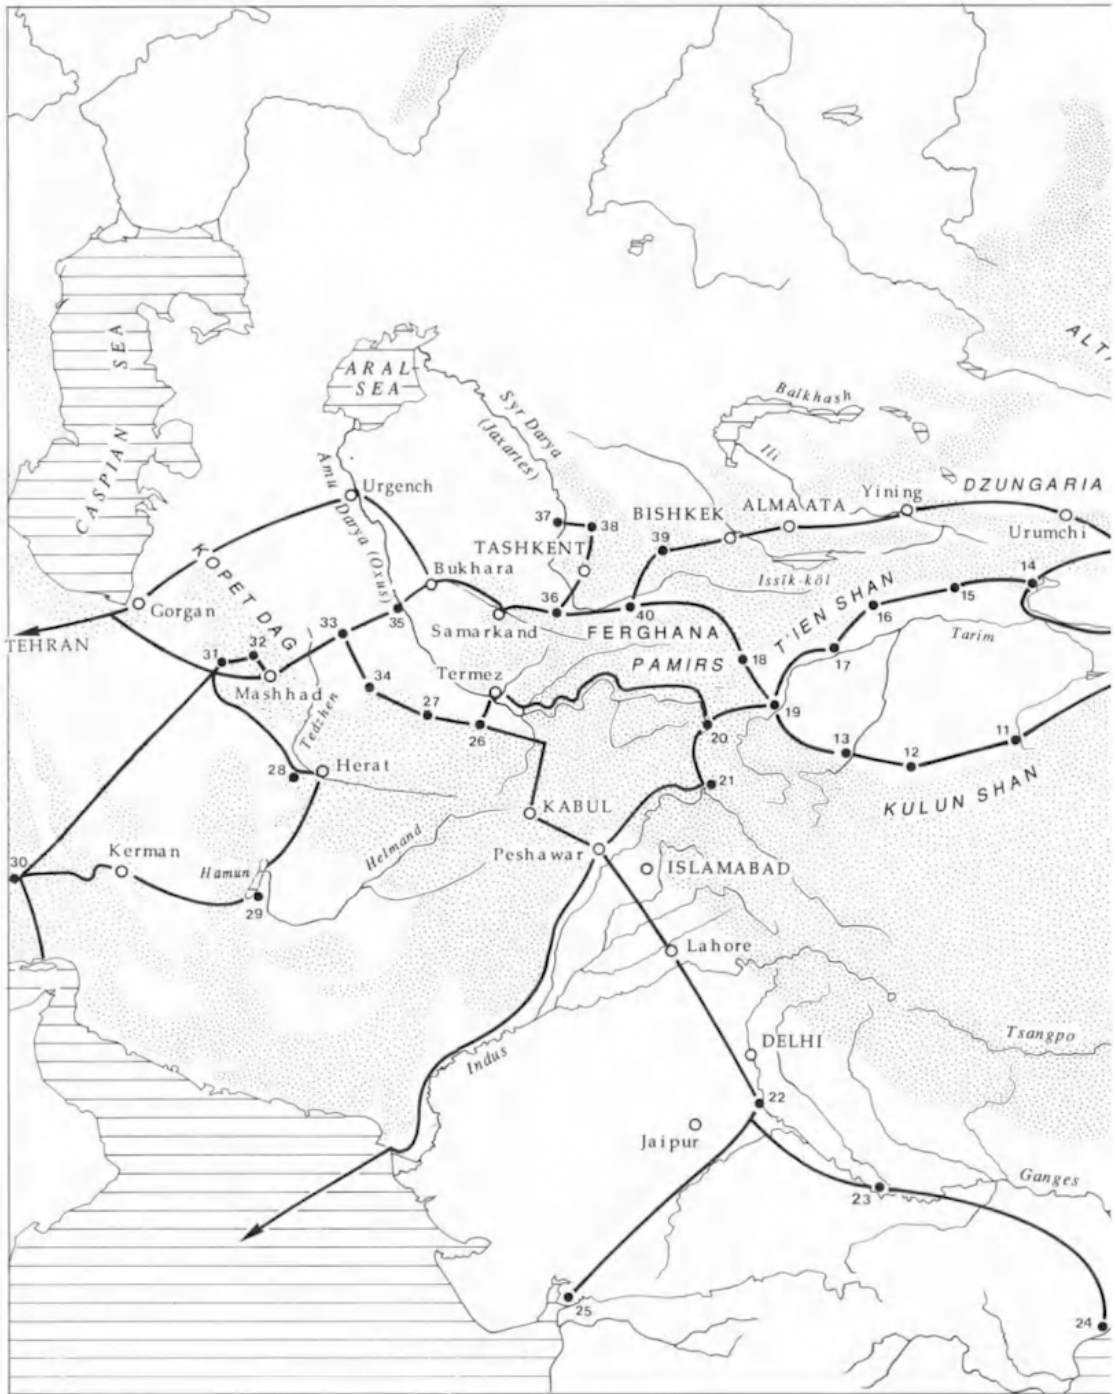 ALT
ARAL
SEA
CASPIAN SEA
Syr Darya
(Jaxartes)
Balkhash
Ili
Amu Darya (Oxus)
Urgench
Yining
DZUNGARIA
ALMA ATA
BISHKEK
Urumchi
37
38
39
TASHKENT
KOPET DAG
Bukhara
Issîk-köl
14
15
16
Gorgan
36
40
35
Samarkand
FERGHANA
T'IEN SHAN
Tarim
TEHRAN
33
32
31
17
18
PAMIRS
Mashhad
Termez
34
Tedzhen
27
26
19
20
13
12
11
28
Herat
21
KULUN SHAN
KABUL
Helmand
Peshawar
30
Kerman
Hamun
ISLAMABAD
29
Lahore
Tsangpo
Indus
DELHI
22
Jaipur
23
Ganges
25
24